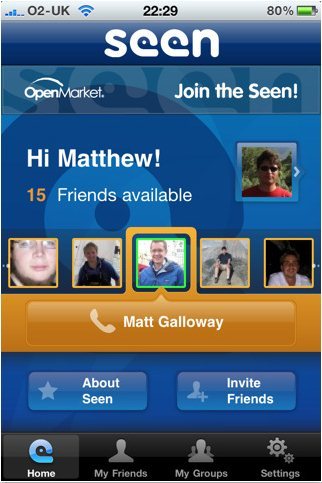 O2-UK 22:29 80%
seen
OpenMarket. Join the Seen!
Hi Matthew!
15 Friends available
Matt Galloway
About
Seen
Invite
Friends
Home My Friends My Groups Settings